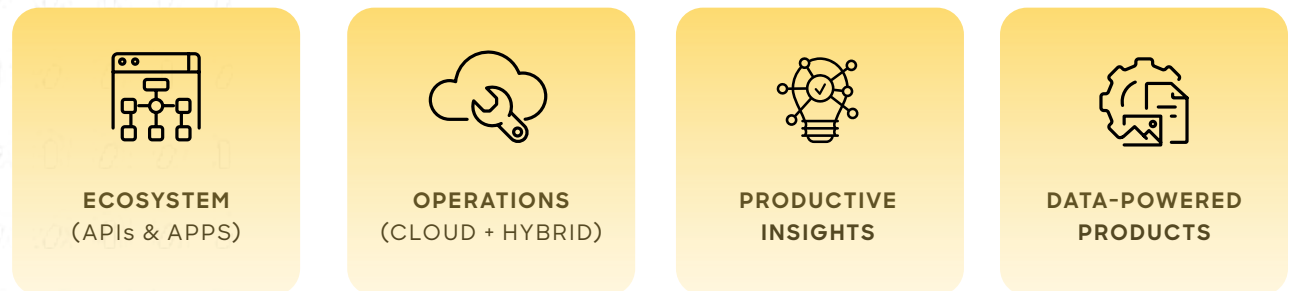 ECOSYSTEM
(APIs & APPS)
OPERATIONS
(CLOUD + HYBRID)
PRODUCTIVE
INSIGHTS
DATA-POWERED
PRODUCTS